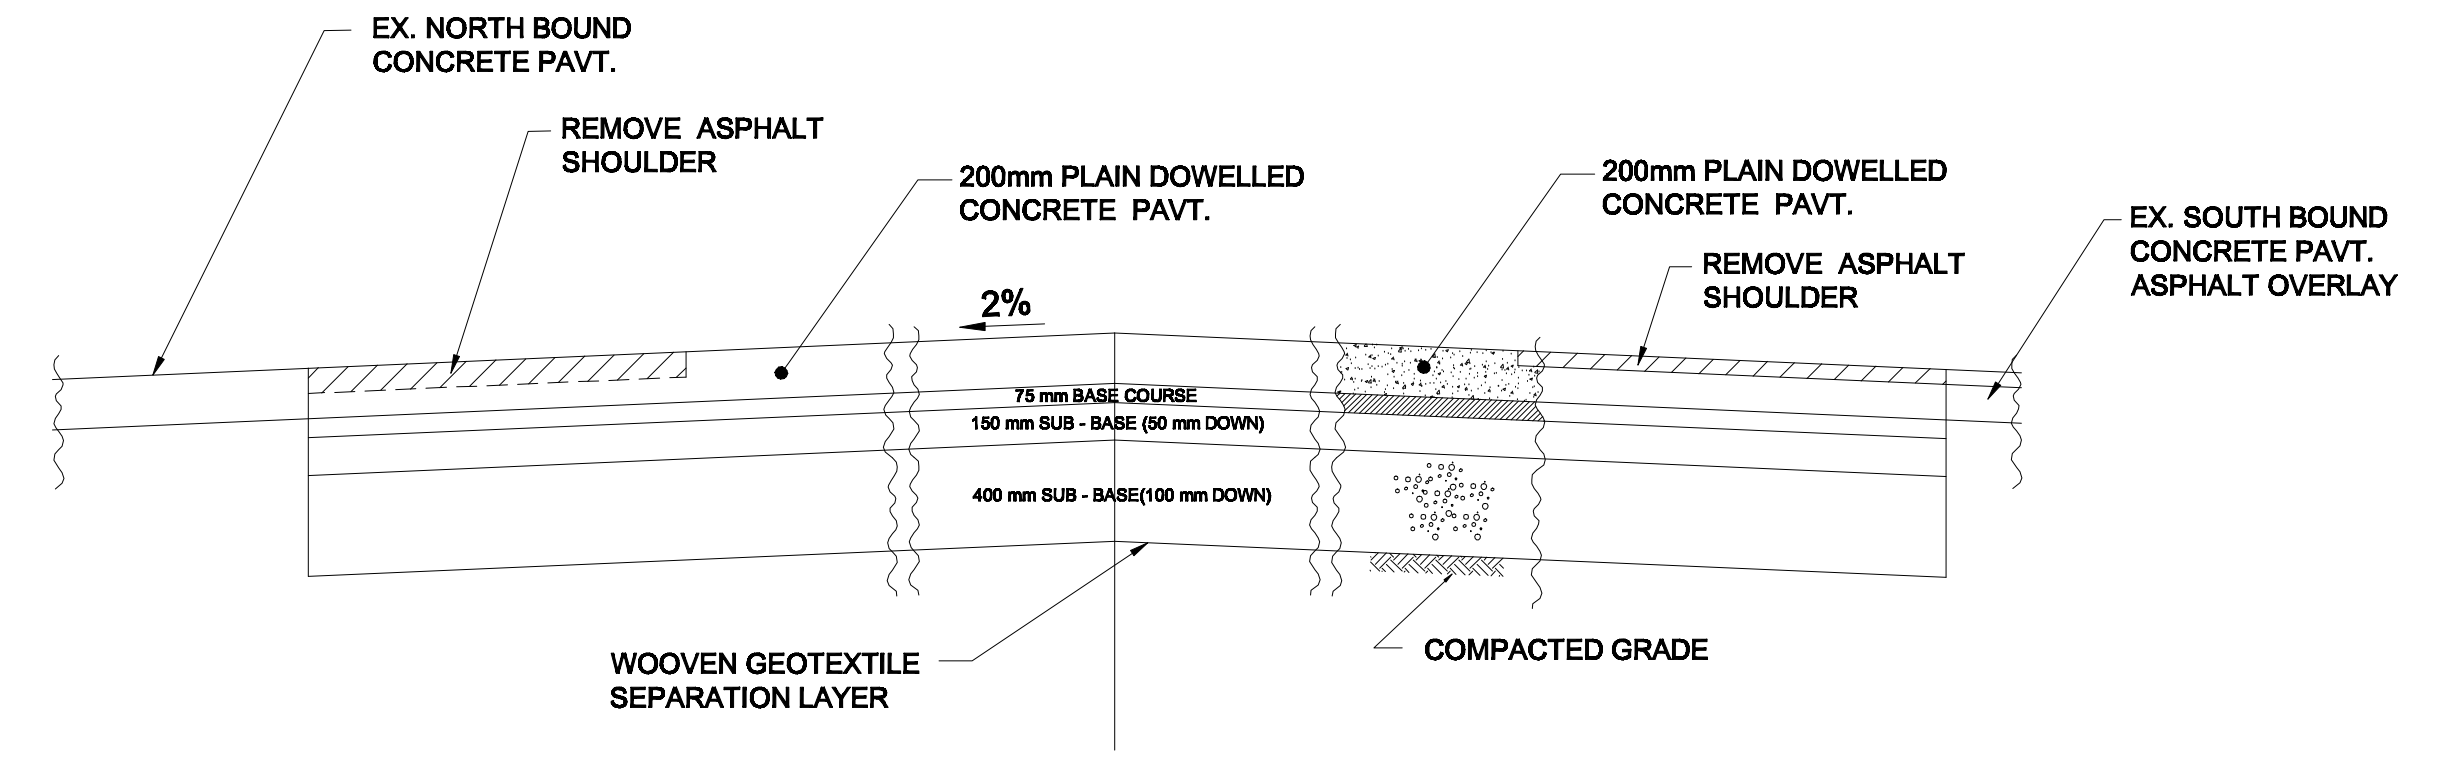 EX. NORTH BOUND
CONCRETE PAVT.
REMOVE ASPHALT
SHOULDER
200mm PLAIN DOWELLED
CONCRETE PAVT.
200mm PLAIN DOWELLED
CONCRETE PAVT.
EX. SOUTH BOUND
CONCRETE PAVT.
ASPHALT OVERLAY
REMOVE ASPHALT
SHOULDER
2%
75 mm BASE COURSE
150 mm SUB - BASE (50 mm DOWN)
400 mm SUB - BASE(100 mm DOWN)
WOOVEN GEOTEXTILE
SEPARATION LAYER
COMPACTED GRADE